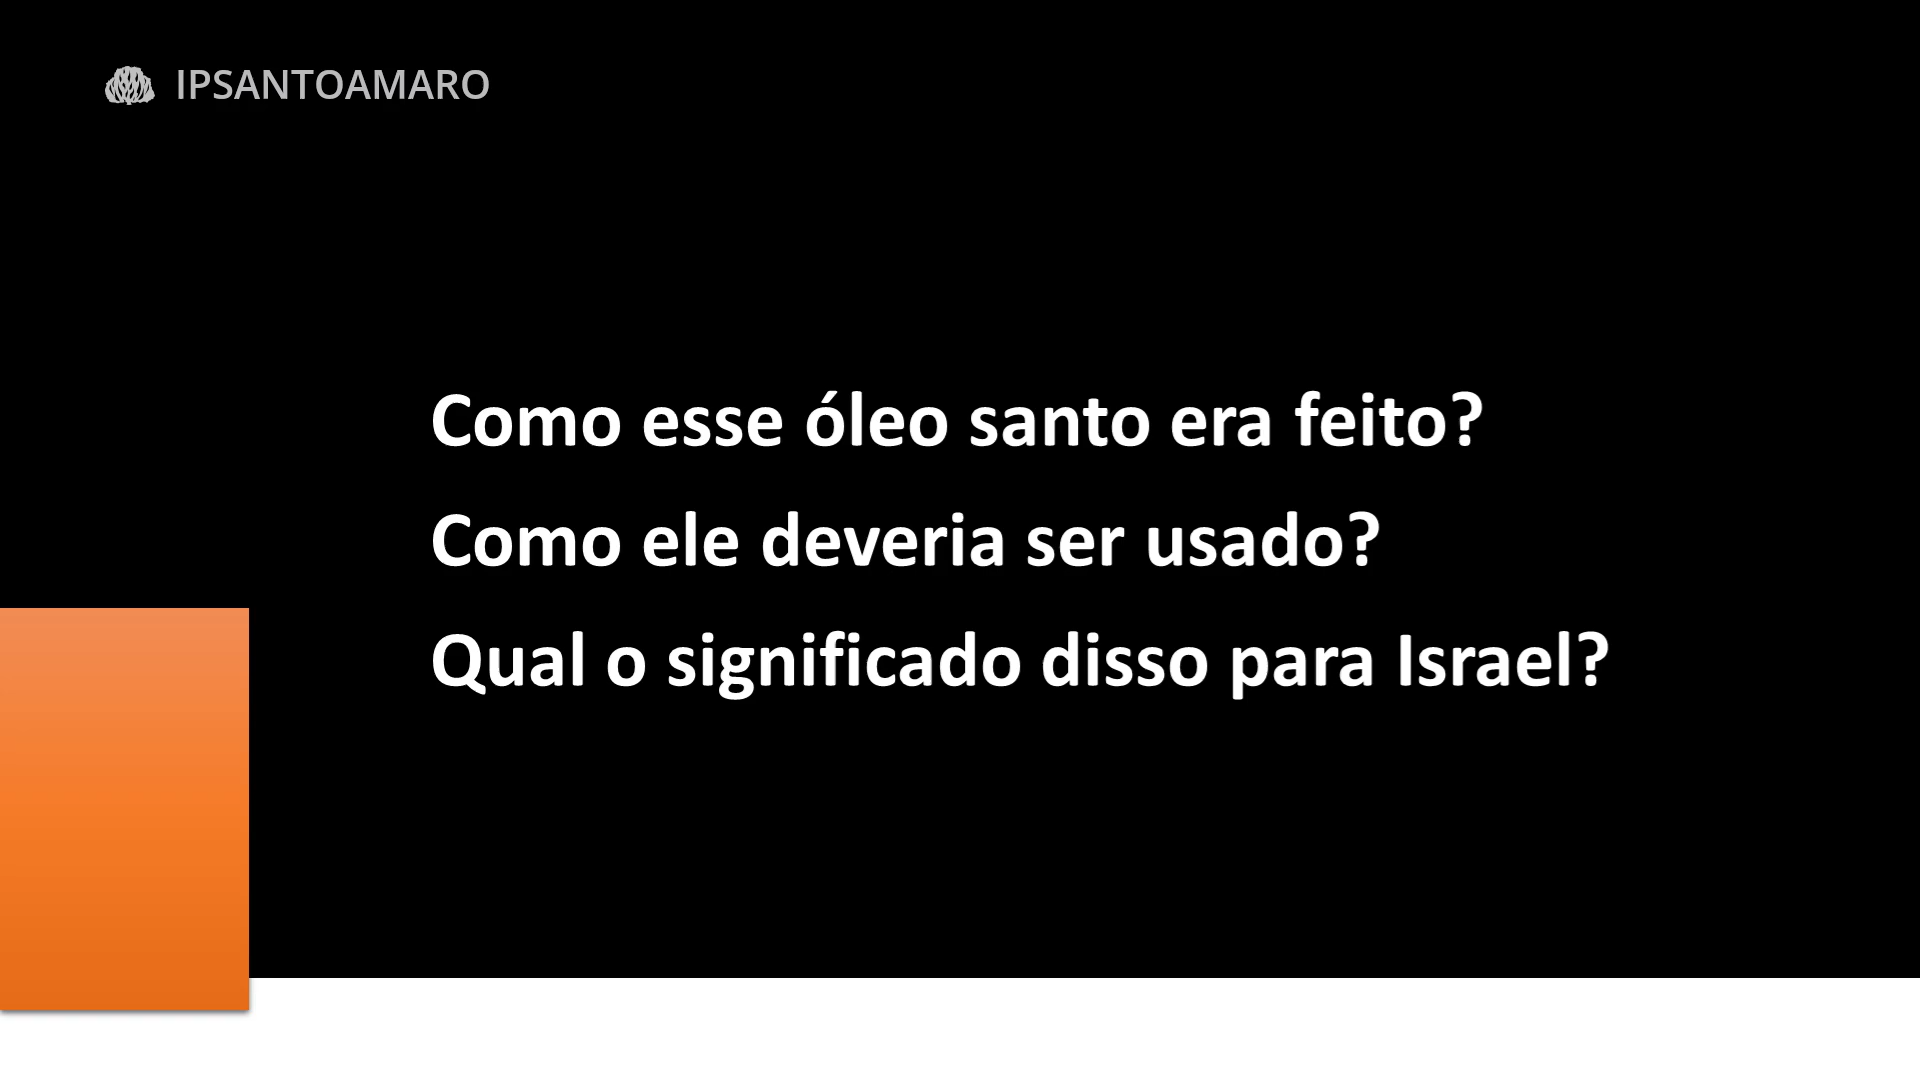 IPSANTOAMARO
Como esse óleo santo era feito?
Como ele deveria ser usado?
Qual o significado disso para Israel?